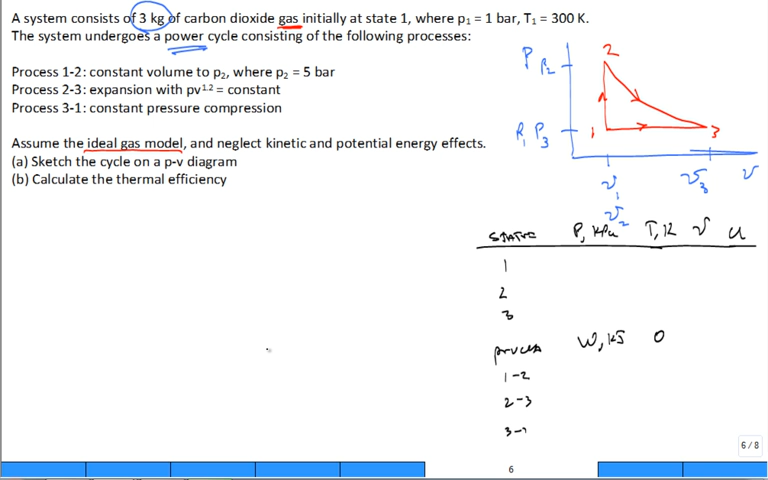 A system consists of 3 kg of carbon dioxide gas initially at state 1, where p₁ = 1 bar, T₁ = 300 K.
The system undergoes a power cycle consisting of the following processes:
Process 1-2: constant volume to p₂, where p₂ = 5 bar
Process 2-3: expansion with pv¹·² = constant
Process 3-1: constant pressure compression
Assume the ideal gas model, and neglect kinetic and potential energy effects.
(a) Sketch the cycle on a p-v diagram
(b) Calculate the thermal efficiency
P P₂ 2
P₁ P₃ 1 3
v₁ v₃ v
v₂
STATE P, kPa T, K v u
1
2
3
process W, kJ Q
1-2
2-3
3-1
6 / 8
6